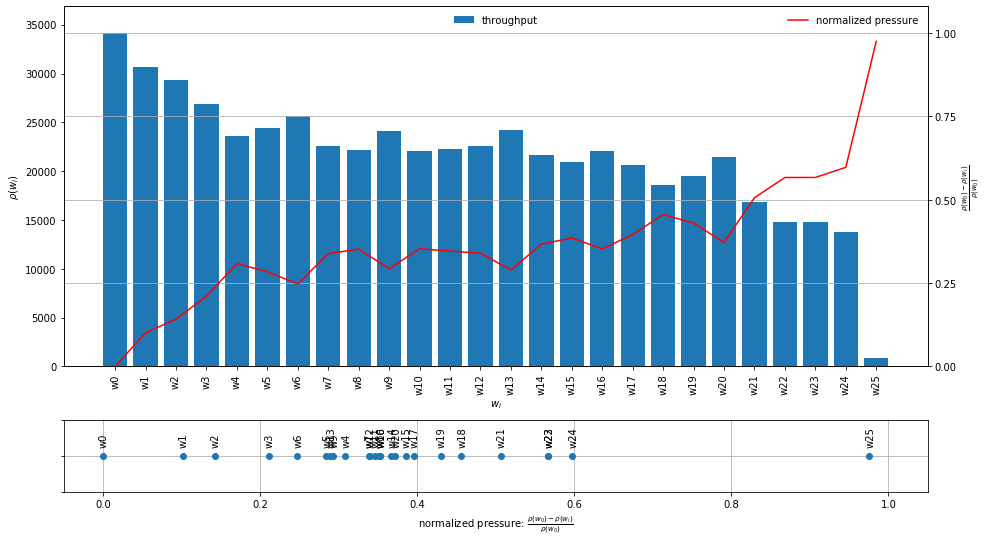 throughput
normalized pressure
35000
30000
25000
20000
15000
10000
5000
0
ρ(wᵢ)
1.00
0.75
0.50
0.25
0.00
ρ(w₀) − ρ(wᵢ)
ρ(w₀)
w0 w1 w2 w3 w4 w5 w6 w7 w8 w9 w10 w11 w12 w13 w14 w15 w16 w17 w18 w19 w20 w21 w22 w23 w24 w25
wᵢ
w0 w1 w2 w3 w6 w4 w15 w17 w19 w18 w21 w24 w25
0.0 0.2 0.4 0.6 0.8 1.0
normalized pressure: ρ(w₀)−ρ(wᵢ) / ρ(w₀)